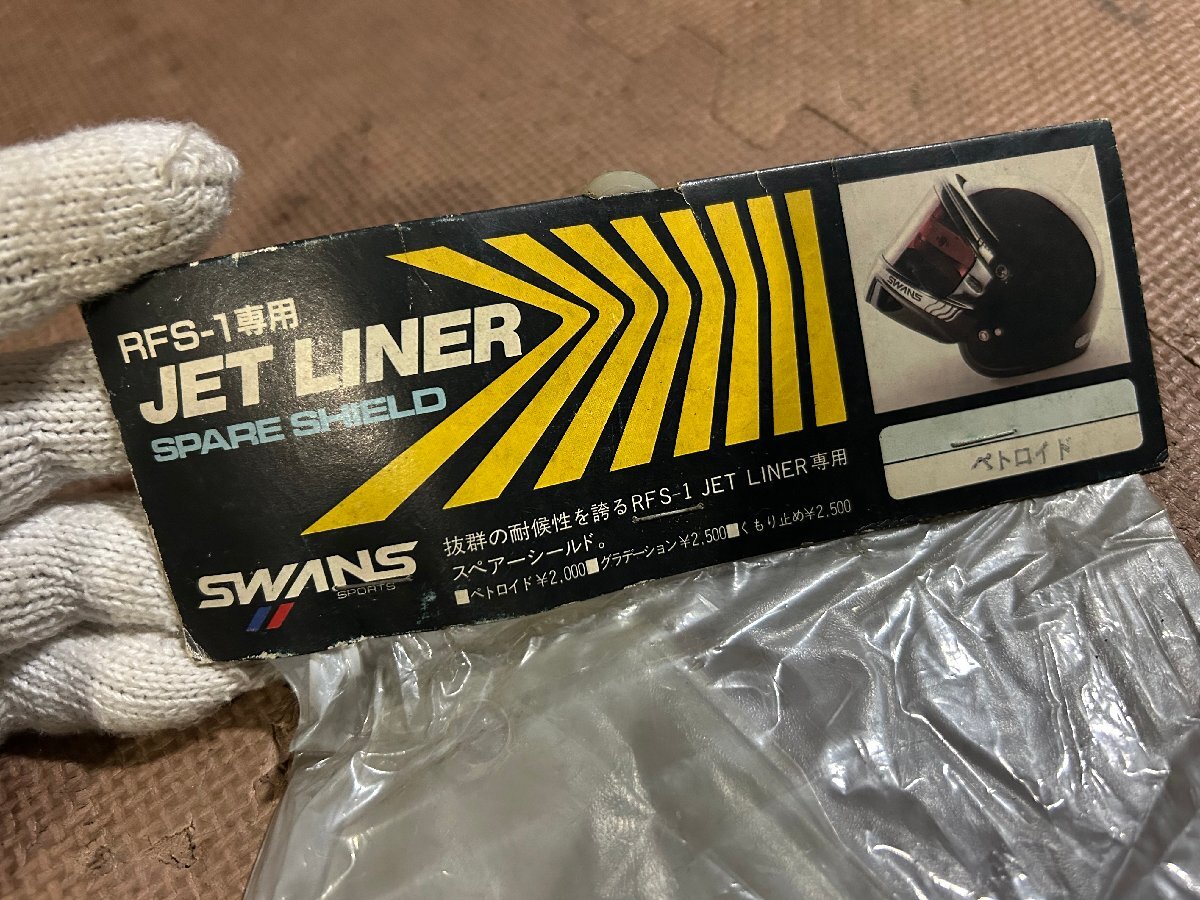 RFS-1専用
JET LINER
SPARE SHIELD
抜群の耐候性を誇るRFS-1 JET LINER専用
スペアーシールド。
■ペトロイド¥2,000■グラデーション¥2,500■くもり止め¥2,500
SWANS
SPORTS
SWANS
ペトロイド